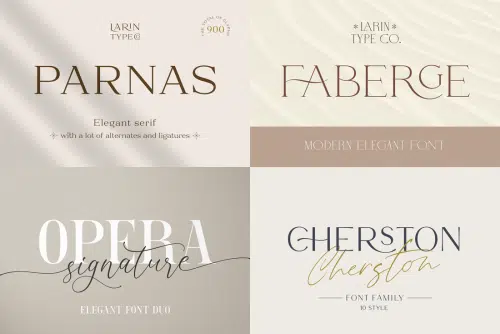 LARIN
TYPE Co
900
PARNAS
Elegant serif
with a lot of alternates and ligatures
*LARIN*
TYPE CO.
FABERGE
MODERN ELEGANT FONT
OPERA
signature
ELEGANT FONT DUO
CHERSTON
Cherston
FONT FAMILY
10 STYLE